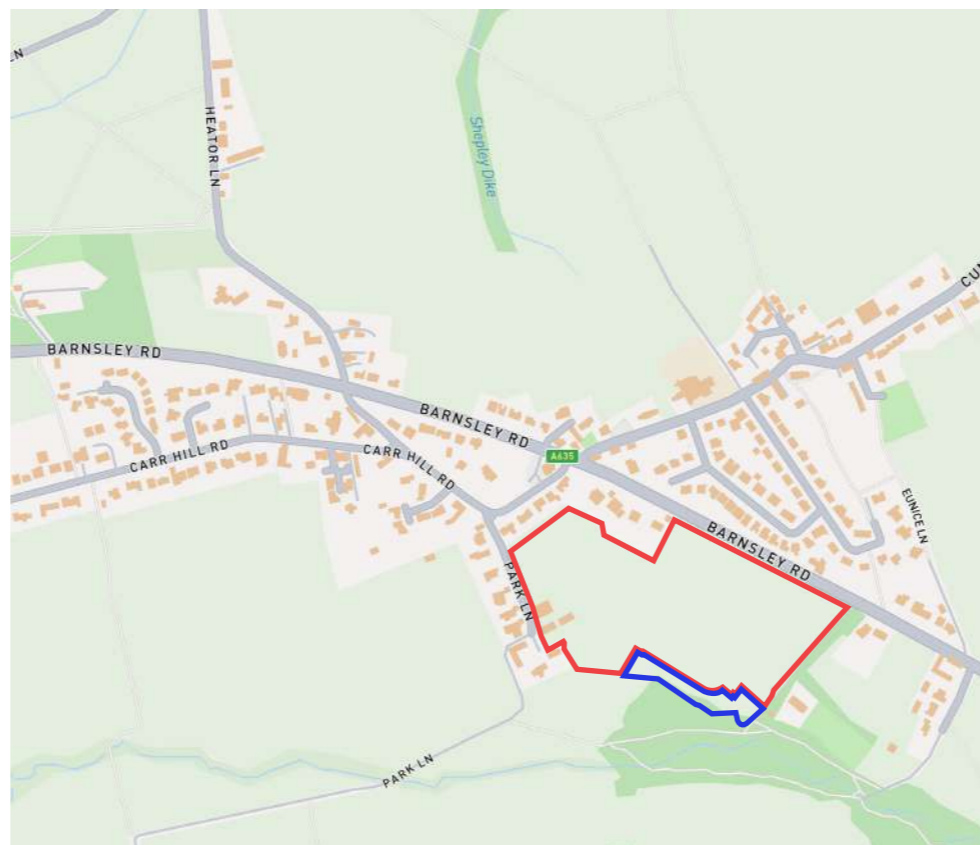 LN
HEATOR LN
Shepley Dike
BARNSLEY RD
BARNSLEY RD
CARR HILL RD
CARR HILL RD
A635
BARNSLEY RD
EUNICE LN
PARK LN
PARK LN